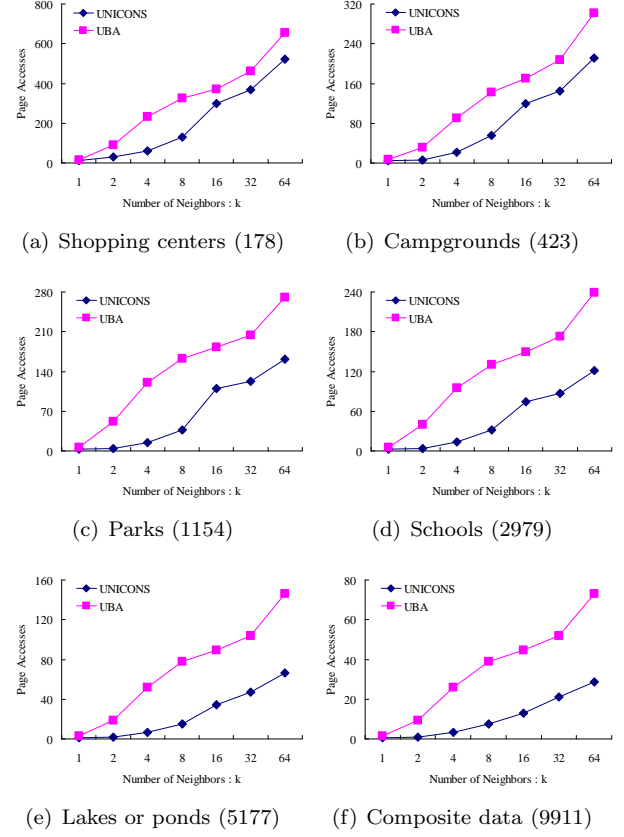 800
600
400
200
0
Page Accesses
UNICONS
UBA
1 2 4 8 16 32 64
Number of Neighbors : k
(a) Shopping centers (178)
320
240
160
80
0
Page Accesses
UNICONS
UBA
1 2 4 8 16 32 64
Number of Neighbors : k
(b) Campgrounds (423)
280
210
140
70
0
Page Accesses
UNICONS
UBA
1 2 4 8 16 32 64
Number of Neighbors : k
(c) Parks (1154)
240
180
120
60
0
Page Accesses
UNICONS
UBA
1 2 4 8 16 32 64
Number of Neighbors : k
(d) Schools (2979)
160
120
80
40
0
Page Accesses
UNICONS
UBA
1 2 4 8 16 32 64
Number of Neighbors : k
(e) Lakes or ponds (5177)
80
60
40
20
0
Page Accesses
UNICONS
UBA
1 2 4 8 16 32 64
Number of Neighbors : k
(f) Composite data (9911)